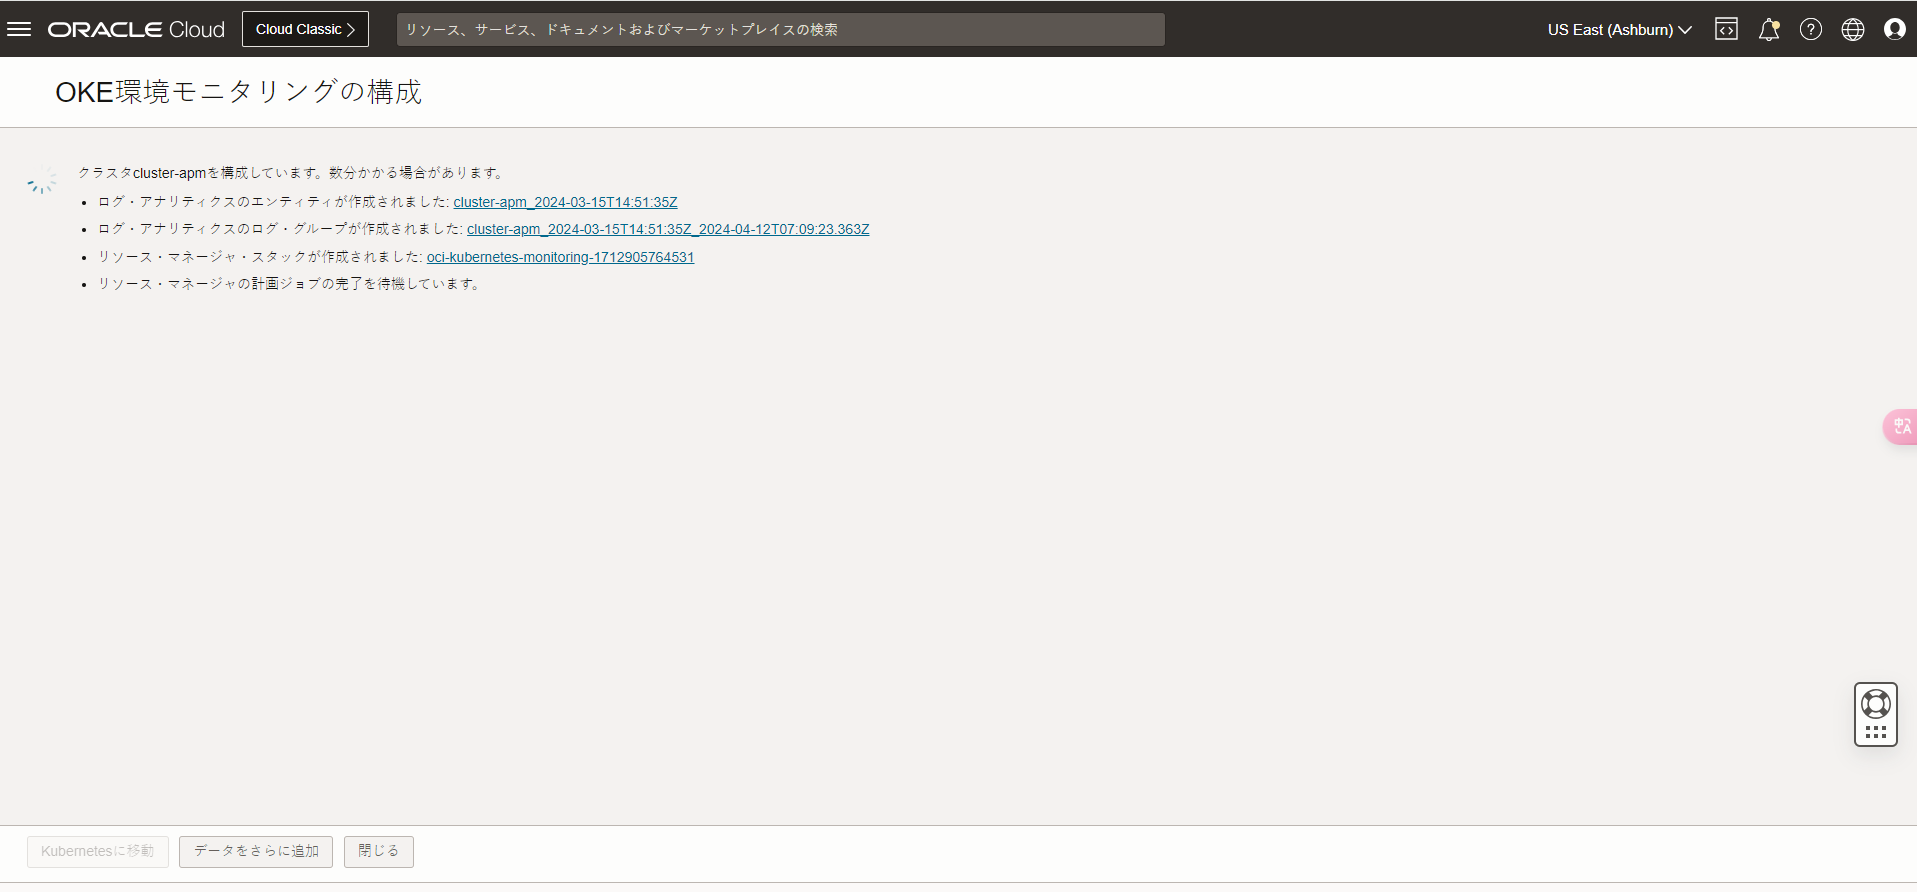 ORACLE Cloud
Cloud Classic
リソース、サービス、ドキュメントおよびマーケットプレイスの検索
US East (Ashburn)
OKE環境モニタリングの構成
クラスタcluster-apmを構成しています。数分かかる場合があります。
ログ・アナリティクスのエンティティが作成されました: cluster-apm_2024-03-15T14:51:35Z
ログ・アナリティクスのログ・グループが作成されました: cluster-apm_2024-03-15T14:51:35Z_2024-04-12T07:09:23.363Z
リソース・マネージャ・スタックが作成されました: oci-kubernetes-monitoring-1712905764531
リソース・マネージャの計画ジョブの完了を待機しています。
Kubernetesに移動
データをさらに追加
閉じる